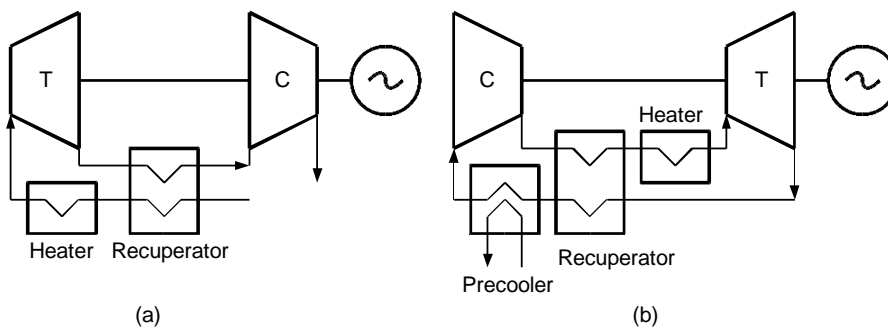 T
C
Heater
Recuperator
(a)
C
T
Heater
Recuperator
Precooler
(b)